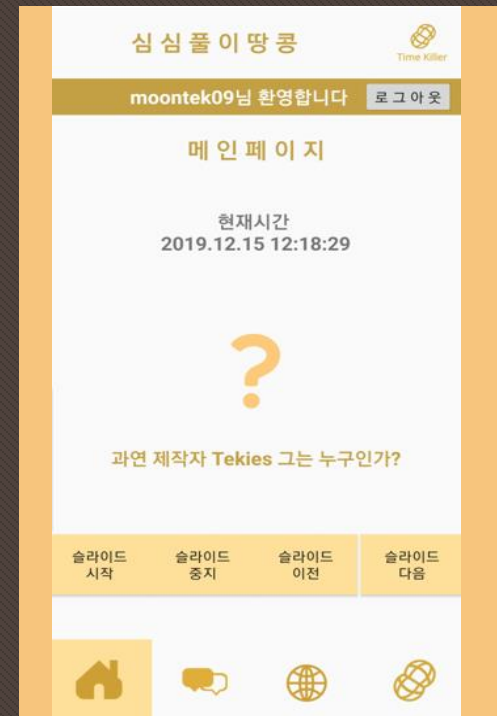 심심풀이땅콩
Time Killer
moontek09님 환영합니다 로그아웃
메인페이지
현재시간
2019.12.15 12:18:29
?
과연 제작자 Tekies 그는 누구인가?
슬라이드 시작
슬라이드 중지
슬라이드 이전
슬라이드 다음